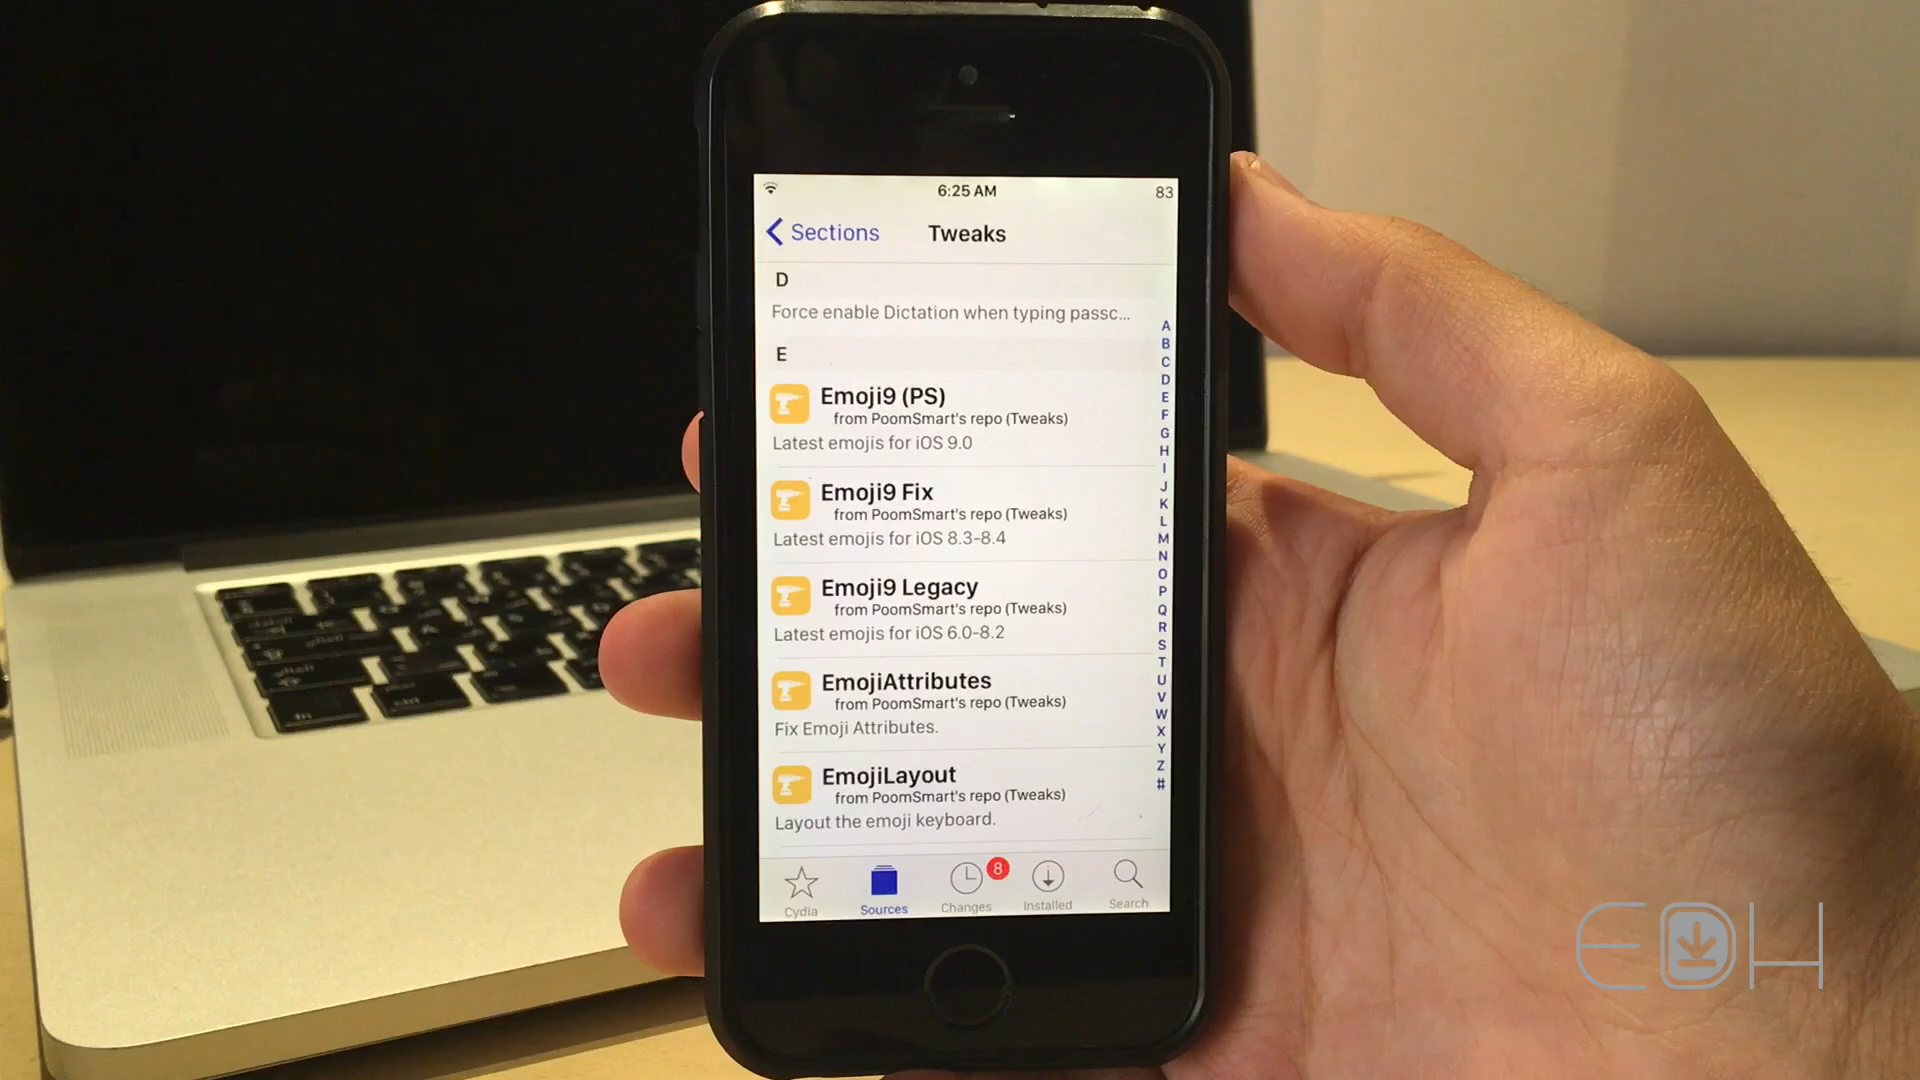 6:25 AM
83
Sections
Tweaks
D
Force enable Dictation when typing passc...
E
Emoji9 (PS)
from PoomSmart's repo (Tweaks)
Latest emojis for iOS 9.0
Emoji9 Fix
from PoomSmart's repo (Tweaks)
Latest emojis for iOS 8.3-8.4
Emoji9 Legacy
from PoomSmart's repo (Tweaks)
Latest emojis for iOS 6.0-8.2
EmojiAttributes
from PoomSmart's repo (Tweaks)
Fix Emoji Attributes.
EmojiLayout
from PoomSmart's repo (Tweaks)
Layout the emoji keyboard.
A
B
C
D
E
F
G
H
I
J
K
L
M
N
O
P
Q
R
S
T
U
V
W
X
Y
Z
#
8
Cydia
Sources
Changes
Installed
Search